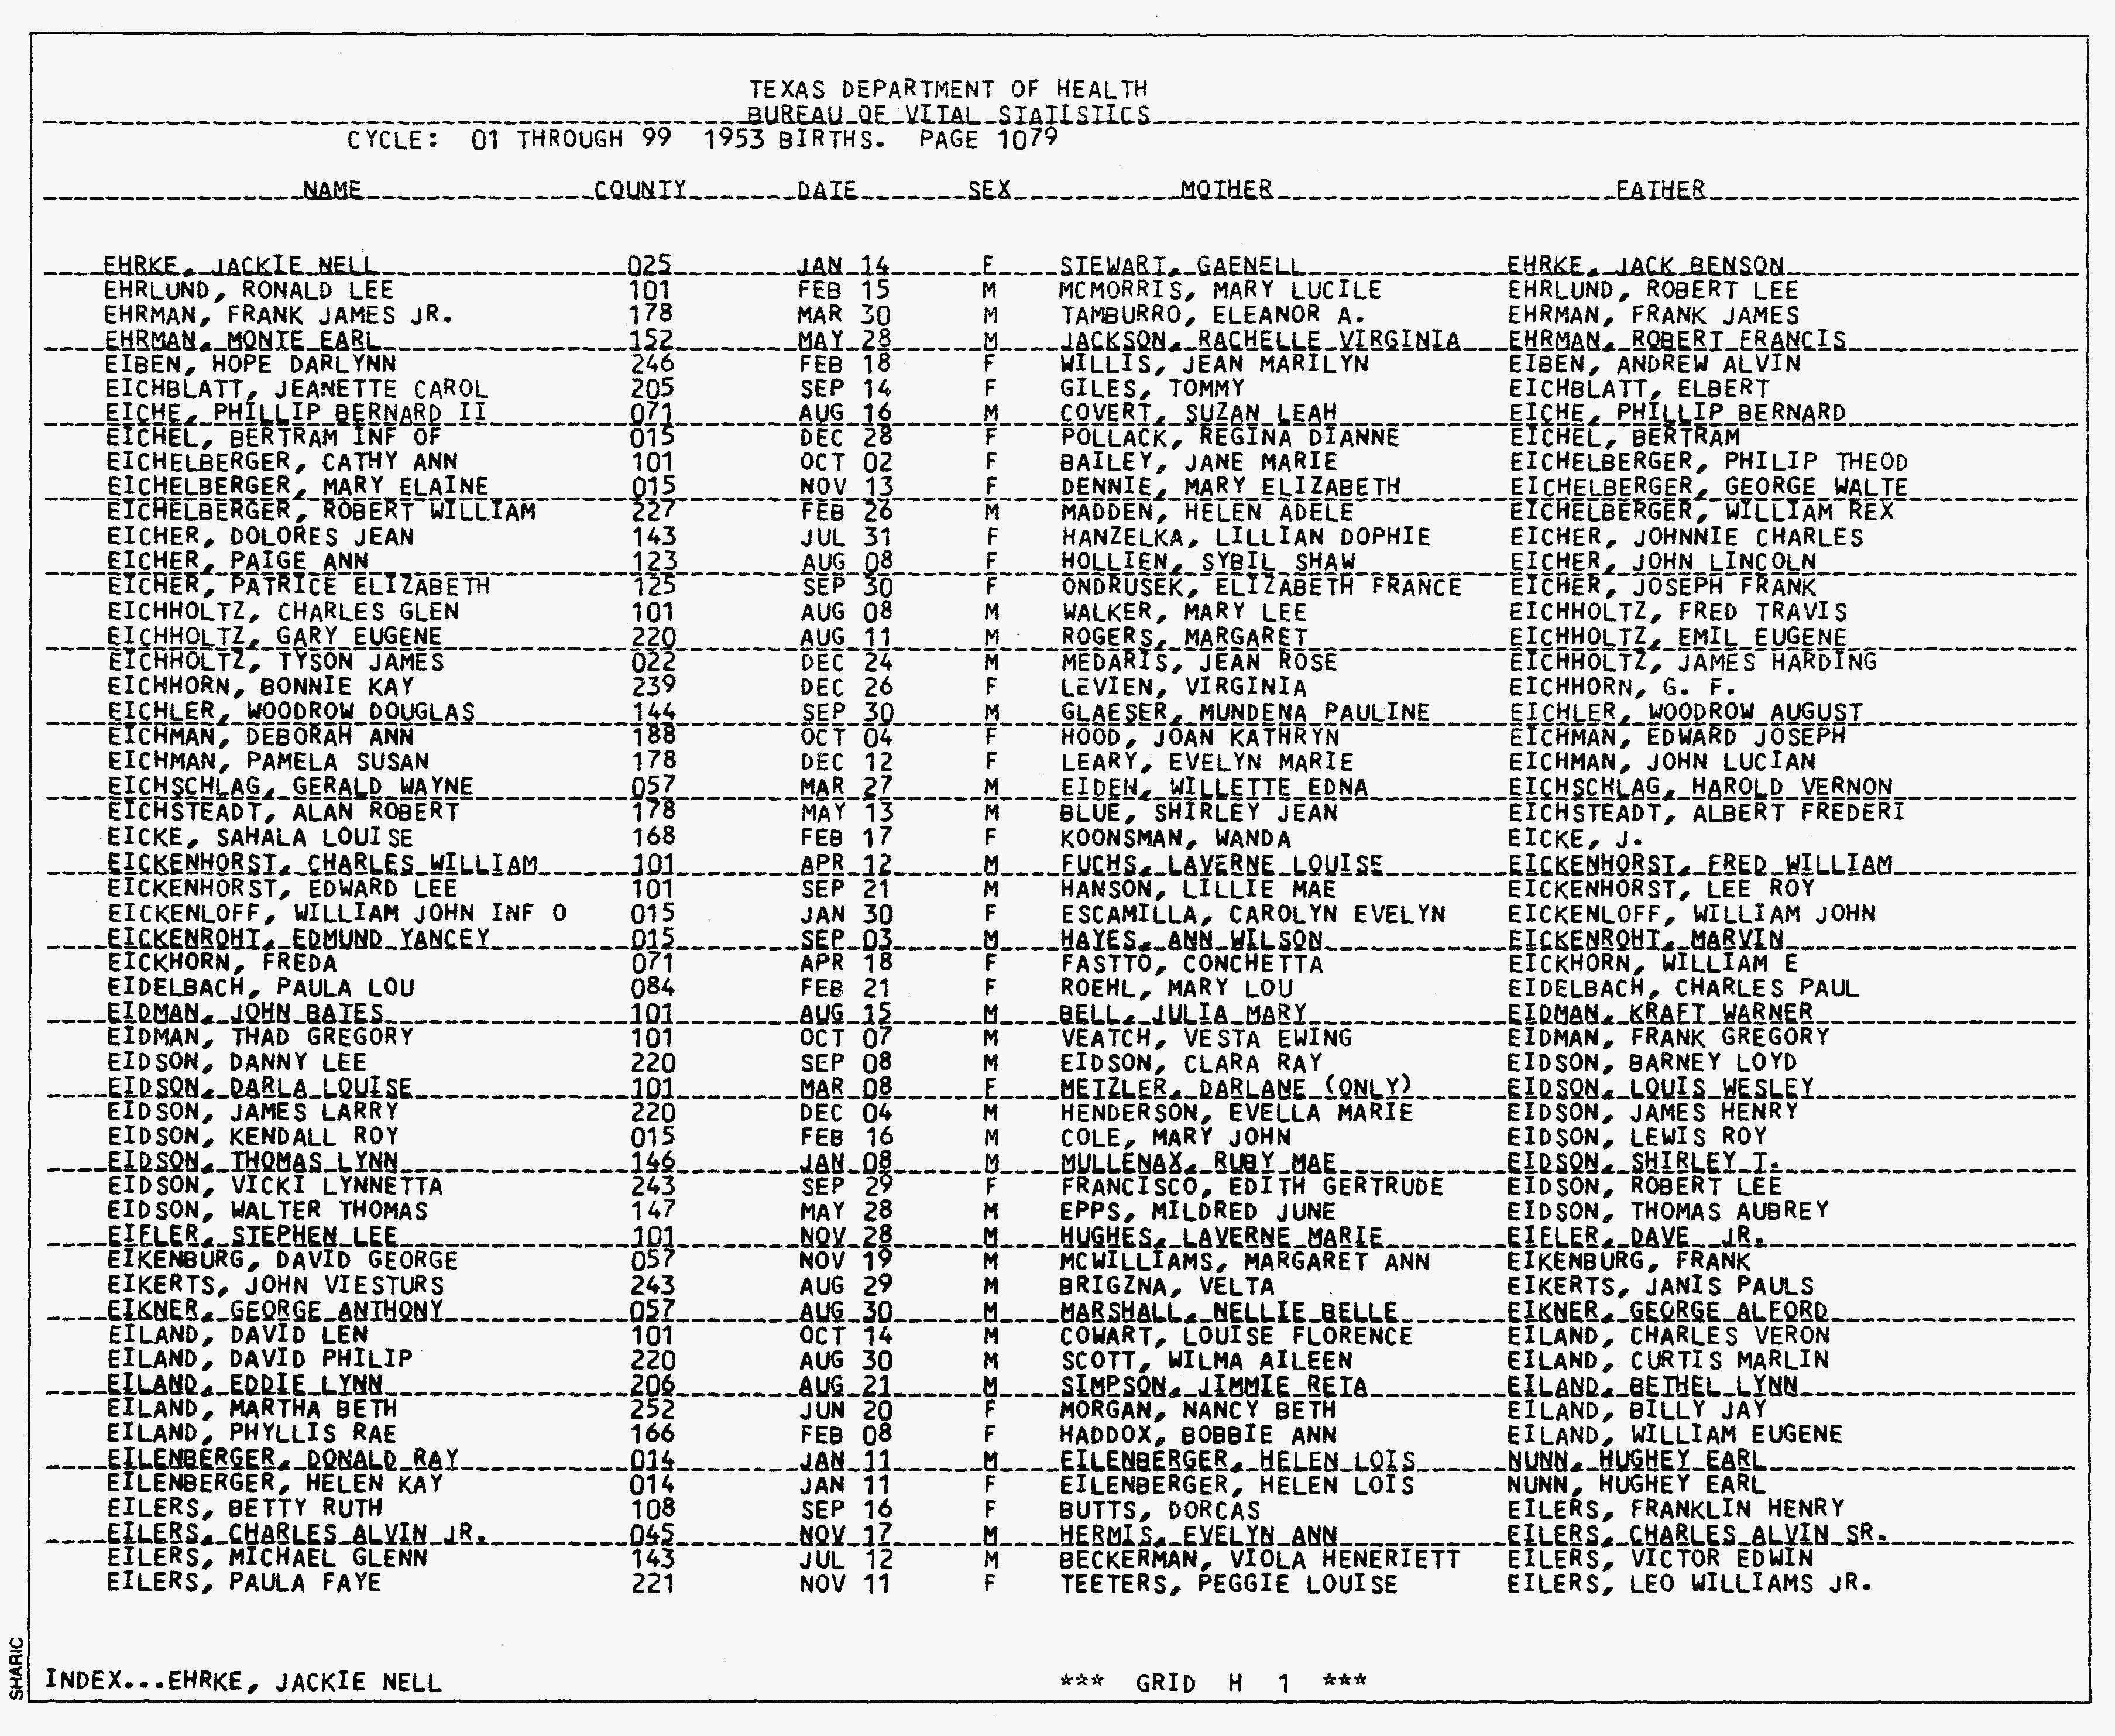 TEXAS DEPARTMENT OF HEALTH
BUREAU OF VITAL STATISTICS
CYCLE: 01 THROUGH 99 1953 BIRTHS. PAGE 1079
NAME COUNTY DATE SEX MOTHER FATHER
EHRKE, JACKIE NELL 025 JAN 14 F STEWART, GAENELL EHRKE, JACK BENSON
EHRLUND, RONALD LEE 101 FEB 15 M MCMORRIS, MARY LUCILE EHRLUND, ROBERT LEE
EHRMAN, FRANK JAMES JR. 178 MAR 30 M TAMBURRO, ELEANOR A. EHRMAN, FRANK JAMES
EHRMAN, MONTE EARL 152 MAY 28 M JACKSON, RACHELLE VIRGINIA EHRMAN, ROBERT FRANCIS
EIBEN, HOPE DARLYNN 246 FEB 18 F WILLIS, JEAN MARILYN EIBEN, ANDREW ALVIN
EICHBLATT, JEANETTE CAROL 205 SEP 14 F GILES, TOMMY EICHBLATT, ELBERT
EICHE, PHILLIP BERNARD II 071 AUG 16 M COVERT, SUZAN LEAH EICHE, PHILLIP BERNARD
EICHEL, BERTRAM INF OF 015 DEC 28 F POLLACK, REGINA DIANNE EICHEL, BERTRAM
EICHELBERGER, CATHY ANN 101 OCT 02 F BAILEY, JANE MARIE EICHELBERGER, PHILIP THEOD
EICHELBERGER, MARY ELAINE 015 NOV 13 F DENNIE, MARY ELIZABETH EICHELBERGER, GEORGE WALTE
EICHELBERGER, ROBERT WILLIAM 227 FEB 26 M MADDEN, HELEN ADELE EICHELBERGER, WILLIAM REX
EICHER, DOLORES JEAN 143 JUL 31 F HANZELKA, LILLIAN DOPHIE EICHER, JOHNNIE CHARLES
EICHER, PAIGE ANN 123 AUG 08 F HOLLIEN, SYBIL SHAW EICHER, JOHN LINCOLN
EICHER, PATRICE ELIZABETH 125 SEP 30 F ONDRUSEK, ELIZABETH FRANCE EICHER, JOSEPH FRANK
EICHHOLTZ, CHARLES GLEN 101 AUG 08 M WALKER, MARY LEE EICHHOLTZ, FRED TRAVIS
EICHHOLTZ, GARY EUGENE 220 AUG 11 M ROGERS, MARGARET EICHHOLTZ, EMIL EUGENE
EICHHOLTZ, TYSON JAMES 022 DEC 24 M MEDARIS, JEAN ROSE EICHHOLTZ, JAMES HARDING
EICHHORN, BONNIE KAY 239 DEC 26 F LEVIEN, VIRGINIA EICHHORN, G. F.
EICHLER, WOODROW DOUGLAS 144 SEP 30 M GLAESER, MUNDENA PAULINE EICHLER, WOODROW AUGUST
EICHMAN, DEBORAH ANN 188 OCT 04 F HOOD, JOAN KATHRYN EICHMAN, EDWARD JOSEPH
EICHMAN, PAMELA SUSAN 178 DEC 12 F LEARY, EVELYN MARIE EICHMAN, JOHN LUCIAN
EICHSCHLAG, GERALD WAYNE 057 MAR 27 M EIDEN, WILLETTE EDNA EICHSCHLAG, HAROLD VERNON
EICHSTEADT, ALAN ROBERT 178 MAY 13 M BLUE, SHIRLEY JEAN EICHSTEADT, ALBERT FREDERI
EICKE, SAHALA LOUISE 168 FEB 17 F KOONSMAN, WANDA EICKE, J.
EICKENHORST, CHARLES WILLIAM 101 APR 12 M FUCHS, LAVERNE LOUISE EICKENHORST, FRED WILLIAM
EICKENHORST, EDWARD LEE 101 SEP 21 M HANSON, LILLIE MAE EICKENHORST, LEE ROY
EICKENLOFF, WILLIAM JOHN INF O 015 JAN 30 F ESCAMILLA, CAROLYN EVELYN EICKENLOFF, WILLIAM JOHN
EICKENROHT, EDMUND YANCEY 015 SEP 03 M HAYES, ANN WILSON EICKENROHT, MARVIN
EICKHORN, FREDA 071 APR 18 F FASTTO, CONCHETTA EICKHORN, WILLIAM E
EIDELBACH, PAULA LOU 084 FEB 21 F ROEHL, MARY LOU EIDELBACH, CHARLES PAUL
EIDMAN, JOHN BATES 101 AUG 15 M BELL, JULIA MARY EIDMAN, KRAFT WARNER
EIDMAN, THAD GREGORY 101 OCT 07 M VEATCH, VESTA EWING EIDMAN, FRANK GREGORY
EIDSON, DANNY LEE 220 SEP 08 M EIDSON, CLARA RAY EIDSON, BARNEY LOYD
EIDSON, DARLA LOUISE 101 MAR 08 F METZLER, DARLANE (ONLY) EIDSON, LOUIS WESLEY
EIDSON, JAMES LARRY 220 DEC 04 M HENDERSON, EVELLA MARIE EIDSON, JAMES HENRY
EIDSON, KENDALL ROY 015 FEB 16 M COLE, MARY JOHN EIDSON, LEWIS ROY
EIDSON, THOMAS LYNN 146 JAN 08 M MULLENAX, RUBY MAE EIDSON, SHIRLEY T.
EIDSON, VICKI LYNNETTA 243 SEP 29 F FRANCISCO, EDITH GERTRUDE EIDSON, ROBERT LEE
EIDSON, WALTER THOMAS 147 MAY 28 M EPPS, MILDRED JUNE EIDSON, THOMAS AUBREY
EIFLER, STEPHEN LEE 101 NOV 28 M HUGHES, LAVERNE MARIE EIFLER, DAVE JR.
EIKENBURG, DAVID GEORGE 057 NOV 19 M MCWILLIAMS, MARGARET ANN EIKENBURG, FRANK
EIKERTS, JOHN VIESTURS 243 AUG 29 M BRIGZNA, VELTA EIKERTS, JANIS PAULS
EIKNER, GEORGE ANTHONY 057 AUG 30 M MARSHALL, NELLIE BELLE EIKNER, GEORGE ALFORD
EILAND, DAVID LEN 101 OCT 14 M COWART, LOUISE FLORENCE EILAND, CHARLES VERON
EILAND, DAVID PHILIP 220 AUG 30 M SCOTT, WILMA AILEEN EILAND, CURTIS MARLIN
EILAND, EDDIE LYNN 206 AUG 21 M SIMPSON, JIMMIE RETA EILAND, BETHEL LYNN
EILAND, MARTHA BETH 252 JUN 20 F MORGAN, NANCY BETH EILAND, BILLY JAY
EILAND, PHYLLIS RAE 166 FEB 08 F HADDOX, BOBBIE ANN EILAND, WILLIAM EUGENE
EILENBERGER, DONALD RAY 014 JAN 11 M EILENBERGER, HELEN LOIS NUNN, HUGHEY EARL
EILENBERGER, HELEN KAY 014 JAN 11 F EILENBERGER, HELEN LOIS NUNN, HUGHEY EARL
EILERS, BETTY RUTH 108 SEP 16 F BUTTS, DORCAS EILERS, FRANKLIN HENRY
EILERS, CHARLES ALVIN JR. 045 NOV 17 M HERMIS, EVELYN ANN EILERS, CHARLES ALVIN SR.
EILERS, MICHAEL GLENN 143 JUL 12 M BECKERMAN, VIOLA HENERIETT EILERS, VICTOR EDWIN
EILERS, PAULA FAYE 221 NOV 11 F TEETERS, PEGGIE LOUISE EILERS, LEO WILLIAMS JR.
SHARIC
INDEX...EHRKE, JACKIE NELL *** GRID H 1 ***